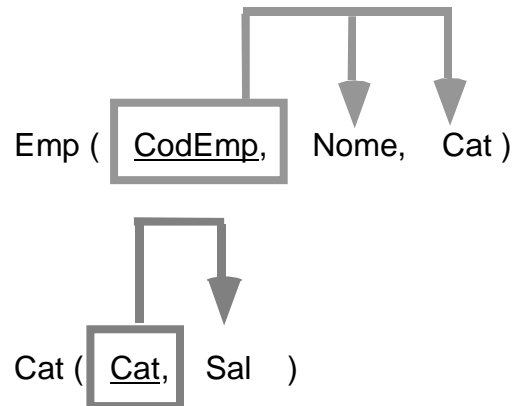 Emp ( CodEmp, Nome, Cat )
Cat ( Cat, Sal )